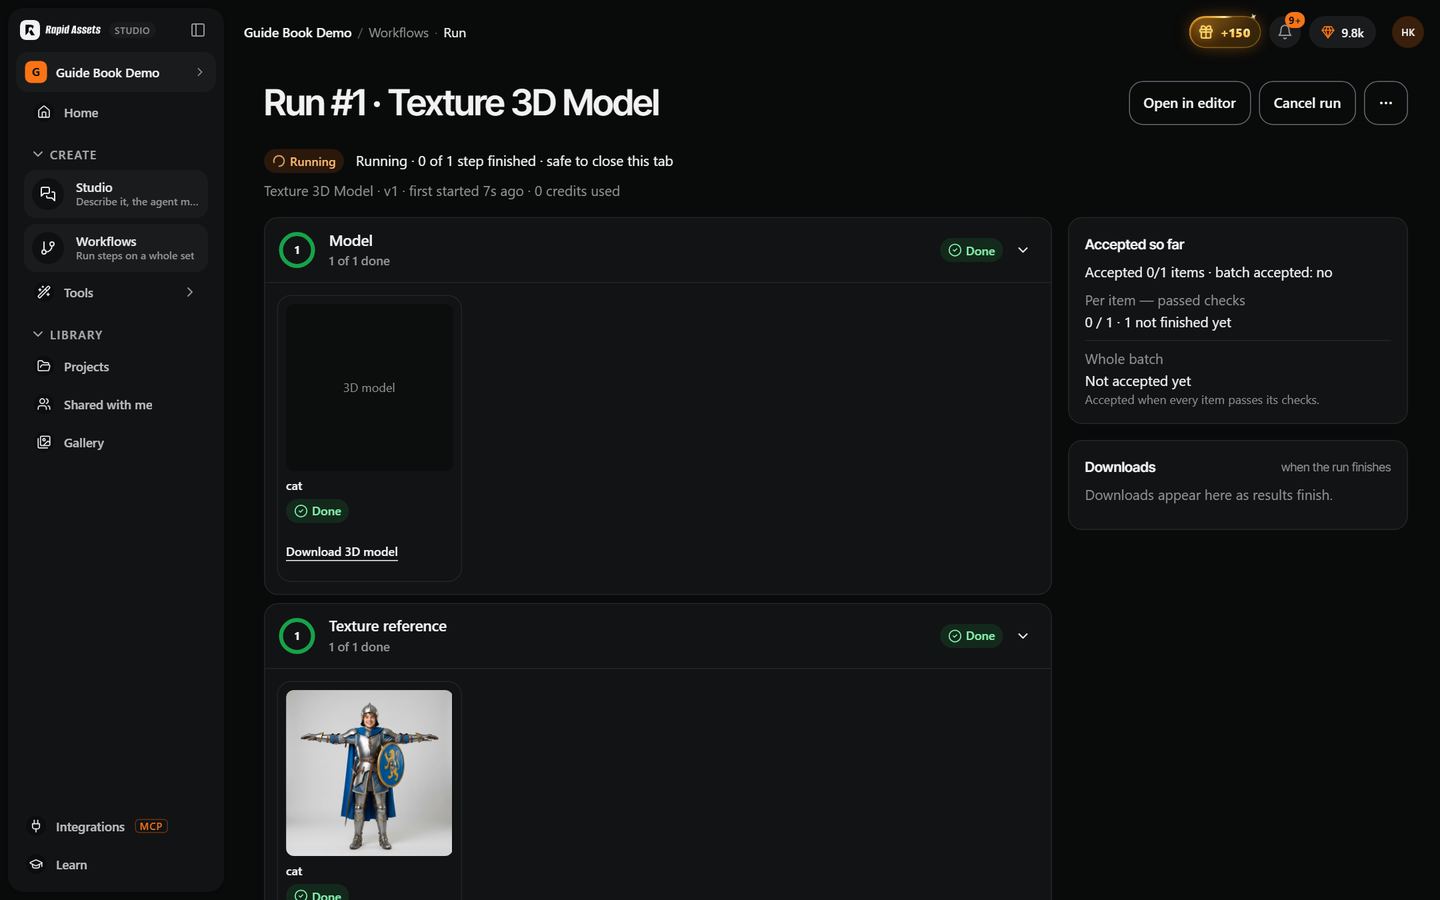 Rapid Assets STUDIO
G Guide Book Demo
Home
CREATE
Studio
Describe it, the agent m...
Workflows
Run steps on a whole set
Tools
LIBRARY
Projects
Shared with me
Gallery
Integrations MCP
Learn
Guide Book Demo / Workflows · Run
+150
9+
9.8k
HK
Run #1 · Texture 3D Model
Open in editor
Cancel run
Running
Running · 0 of 1 step finished · safe to close this tab
Texture 3D Model · v1 · first started 7s ago · 0 credits used
1
Model
1 of 1 done
Done
3D model
cat
Done
Download 3D model
1
Texture reference
1 of 1 done
Done
cat
Done
Accepted so far
Accepted 0/1 items · batch accepted: no
Per item — passed checks
0 / 1 · 1 not finished yet
Whole batch
Not accepted yet
Accepted when every item passes its checks.
Downloads
when the run finishes
Downloads appear here as results finish.